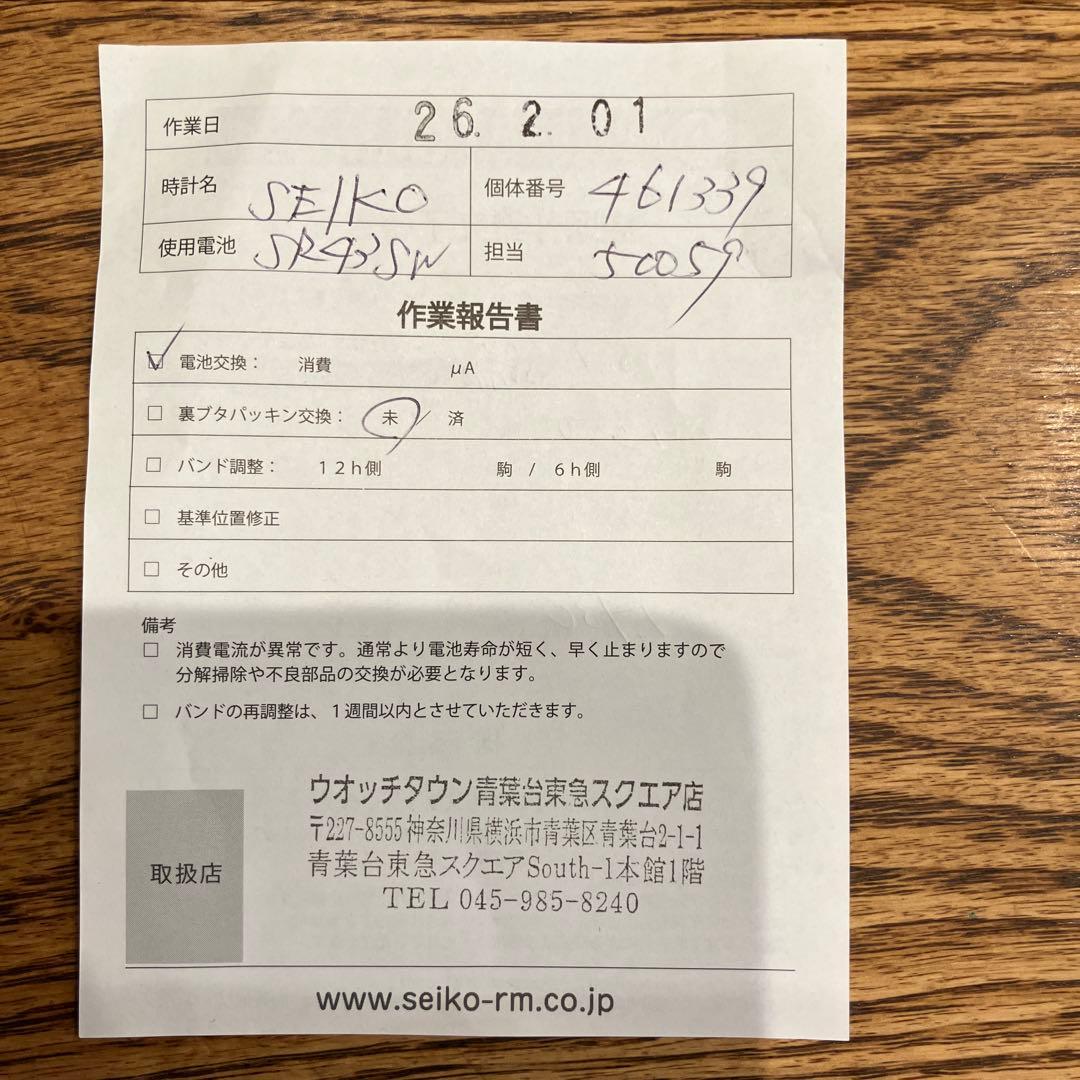 作業日 26. 2. 01
時計名 SEIKO 個体番号 461339
使用電池 SR43SW 担当 50059
作業報告書
☑ 電池交換： 消費 μA
□ 裏ブタパッキン交換： 未 / 済
□ バンド調整： 12h側 駒 / 6h側 駒
□ 基準位置修正
□ その他
備考
□ 消費電流が異常です。通常より電池寿命が短く、早く止まりますので
分解掃除や不良部品の交換が必要となります。
□ バンドの再調整は、1週間以内とさせていただきます。
取扱店
ウオッチタウン青葉台東急スクエア店
〒227-8555神奈川県横浜市青葉区青葉台2-1-1
青葉台東急スクエアSouth-1本館1階
TEL 045-985-8240
www.seiko-rm.co.jp